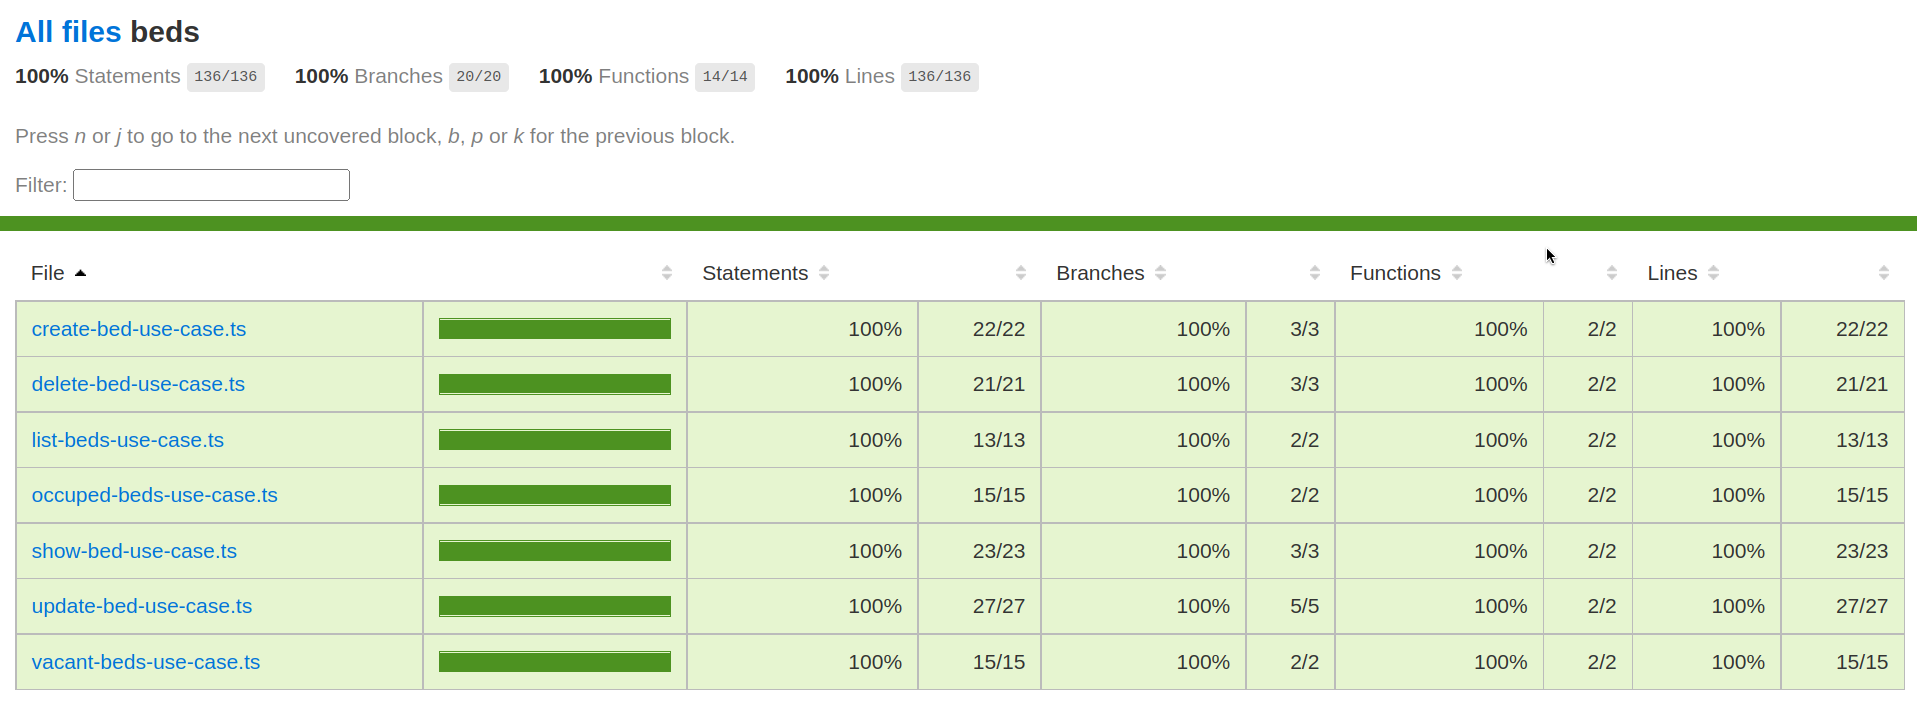 All files beds
100% Statements 136/136 100% Branches 20/20 100% Functions 14/14 100% Lines 136/136
Press n or j to go to the next uncovered block, b, p or k for the previous block.
Filter:
File Statements Branches Functions Lines
create-bed-use-case.ts 100% 22/22 100% 3/3 100% 2/2 100% 22/22
delete-bed-use-case.ts 100% 21/21 100% 3/3 100% 2/2 100% 21/21
list-beds-use-case.ts 100% 13/13 100% 2/2 100% 2/2 100% 13/13
occuped-beds-use-case.ts 100% 15/15 100% 2/2 100% 2/2 100% 15/15
show-bed-use-case.ts 100% 23/23 100% 3/3 100% 2/2 100% 23/23
update-bed-use-case.ts 100% 27/27 100% 5/5 100% 2/2 100% 27/27
vacant-beds-use-case.ts 100% 15/15 100% 2/2 100% 2/2 100% 15/15